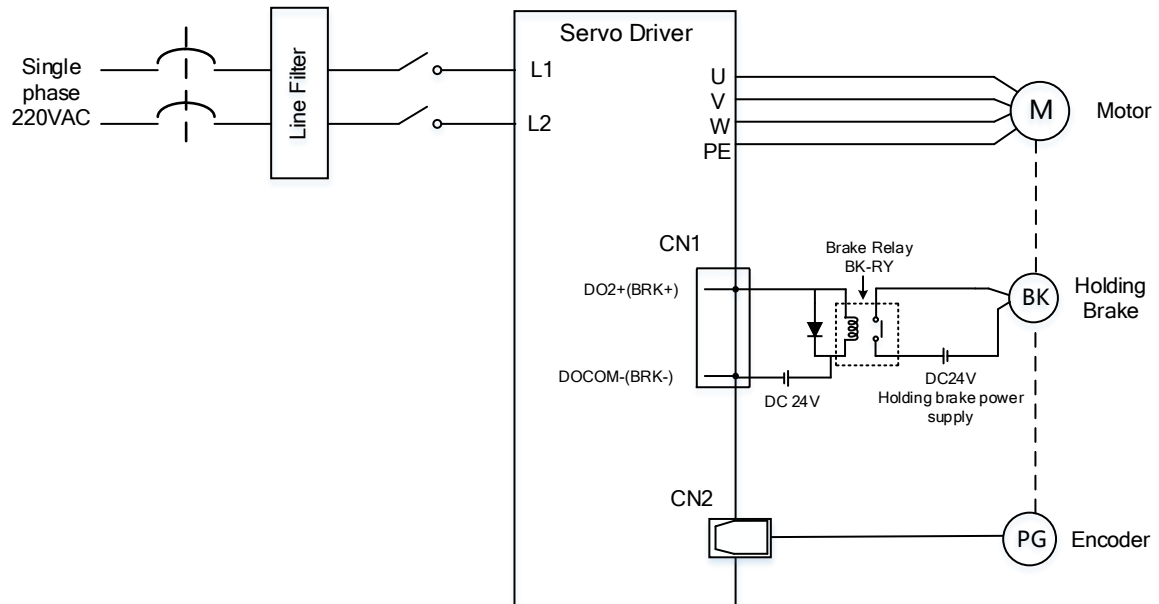 Servo Driver
Single
phase
220VAC
Line Filter
L1
L2
U
V
W
PE
M
Motor
CN1
Brake Relay
BK-RY
DO2+(BRK+)
DOCOM-(BRK-)
DC 24V
DC24V
Holding brake power
supply
BK
Holding
Brake
CN2
PG
Encoder